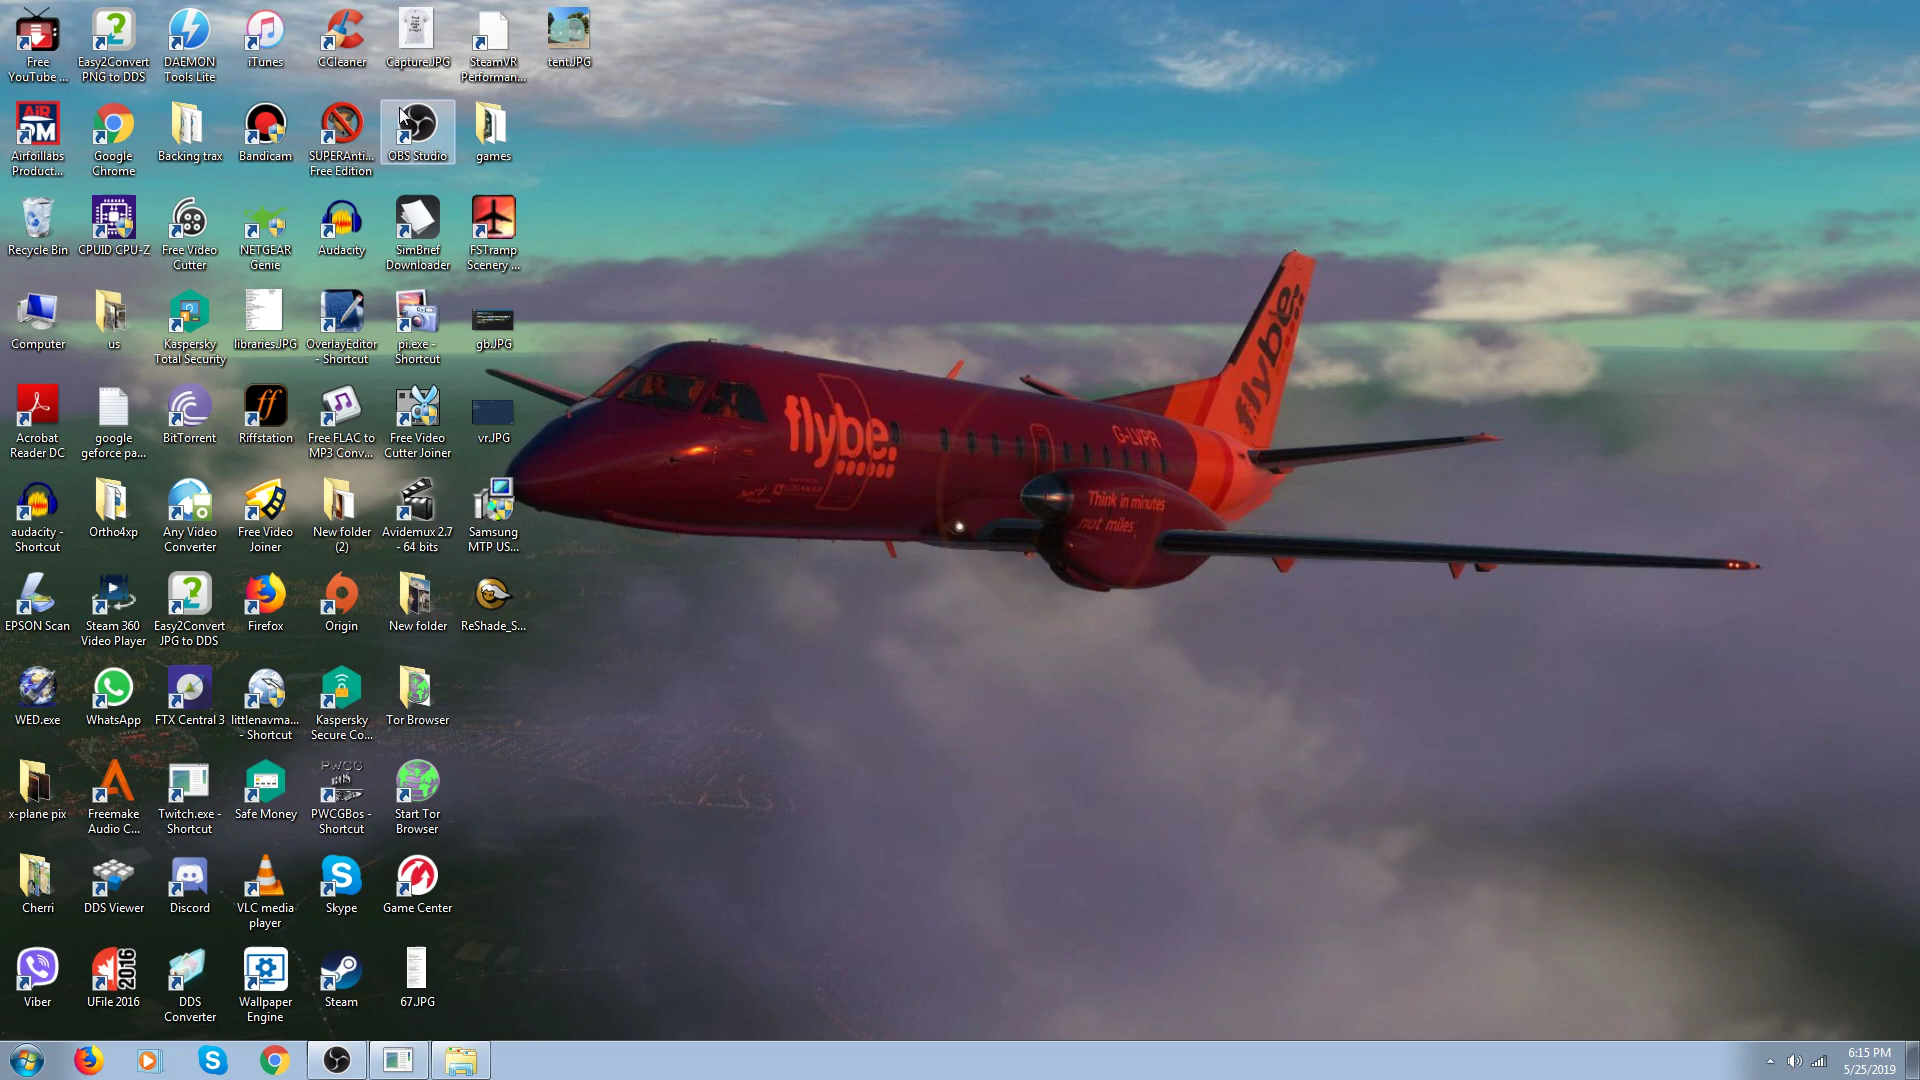 Free
YouTube ...
Easy2Convert
PNG to DDS
DAEMON
Tools Lite
iTunes
CCleaner
Capture.JPG
SteamVR
Performan...
tent.JPG
AiR
DM
Airfoillabs
Product...
Google
Chrome
Backing trax
Bandicam
SUPERAnti...
Free Edition
OBS Studio
games
Recycle Bin
CPUID CPU-Z
Free Video
Cutter
NETGEAR
Genie
Audacity
SimBrief
Downloader
FSTramp
Scenery ...
Computer
us
Kaspersky
Total Security
libraries.JPG
OverlayEditor
- Shortcut
pi.exe -
Shortcut
gb.JPG
Acrobat
Reader DC
google
geforce pa...
BitTorrent
ff
Riffstation
Free FLAC to
MP3 Conv...
Free Video
Cutter Joiner
vr.JPG
audacity -
Shortcut
Ortho4xp
Any Video
Converter
Free Video
Joiner
New folder
(2)
Avidemux 2.7
- 64 bits
Samsung
MTP US...
EPSON Scan
Steam 360
Video Player
Easy2Convert
JPG to DDS
Firefox
Origin
New folder
ReShade_S...
WED.exe
WhatsApp
FTX Central 3
littlenavma...
- Shortcut
Kaspersky
Secure Co...
Tor Browser
x-plane pix
Freemake
Audio C...
Twitch.exe -
Shortcut
Safe Money
PWCG
PWCGBos -
Shortcut
Start Tor
Browser
Cherri
DDS Viewer
Discord
VLC media
player
Skype
Game Center
Viber
2016
UFile 2016
DDS
Converter
Wallpaper
Engine
Steam
67.JPG
flybe.
G-LVPR
flybe.
LOGANAIR
Think in minutes
not miles
6:15 PM
5/25/2019